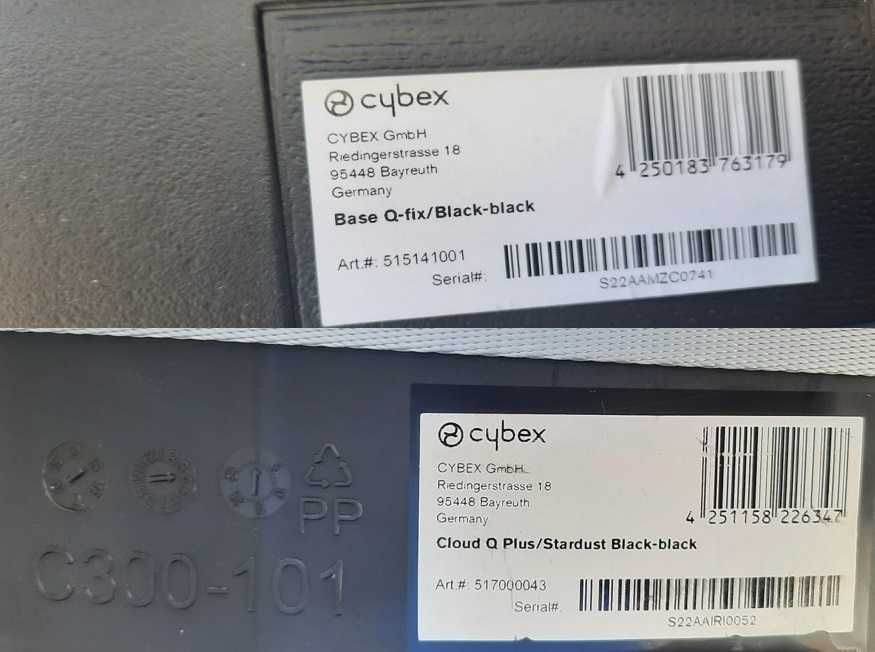 cybex
CYBEX GmbH
Riedingerstrasse 18
95448 Bayreuth
Germany
4 250183 763179
Base Q-fix/Black-black
Art.#: 515141001
Serial#:
S22AAMZC0741
cybex
CYBEX GmbH
Riedingerstrasse 18
95448 Bayreuth
Germany
4 251158 226347
Cloud Q Plus/Stardust Black-black
Art.#: 517000043
Serial#:
S22AAIRI0052
PP
C300-101